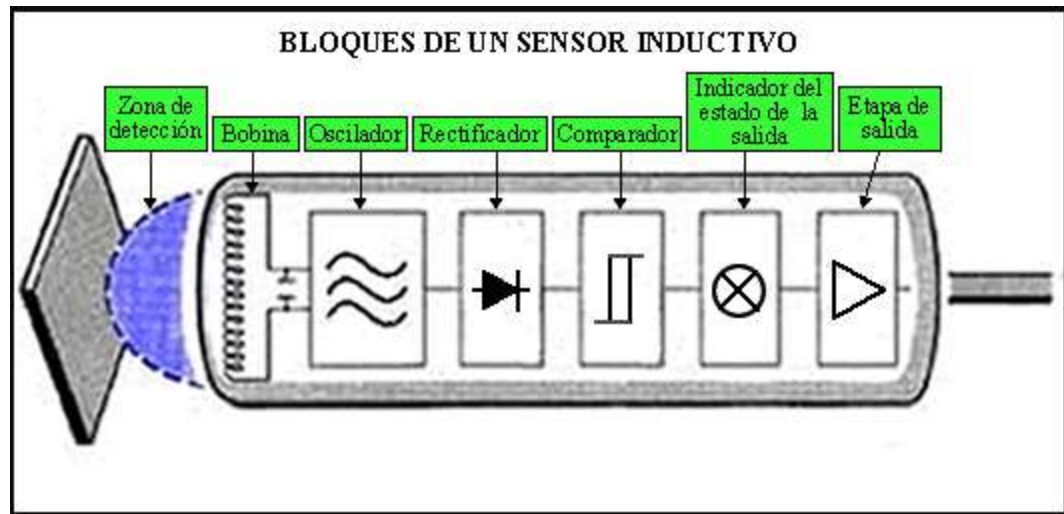 BLOQUES DE UN SENSOR INDUCTIVO
Zona de
detección
Bobina
Oscilador
Rectificador
Comparador
Indicador del
estado de la
salida
Etapa de
salida